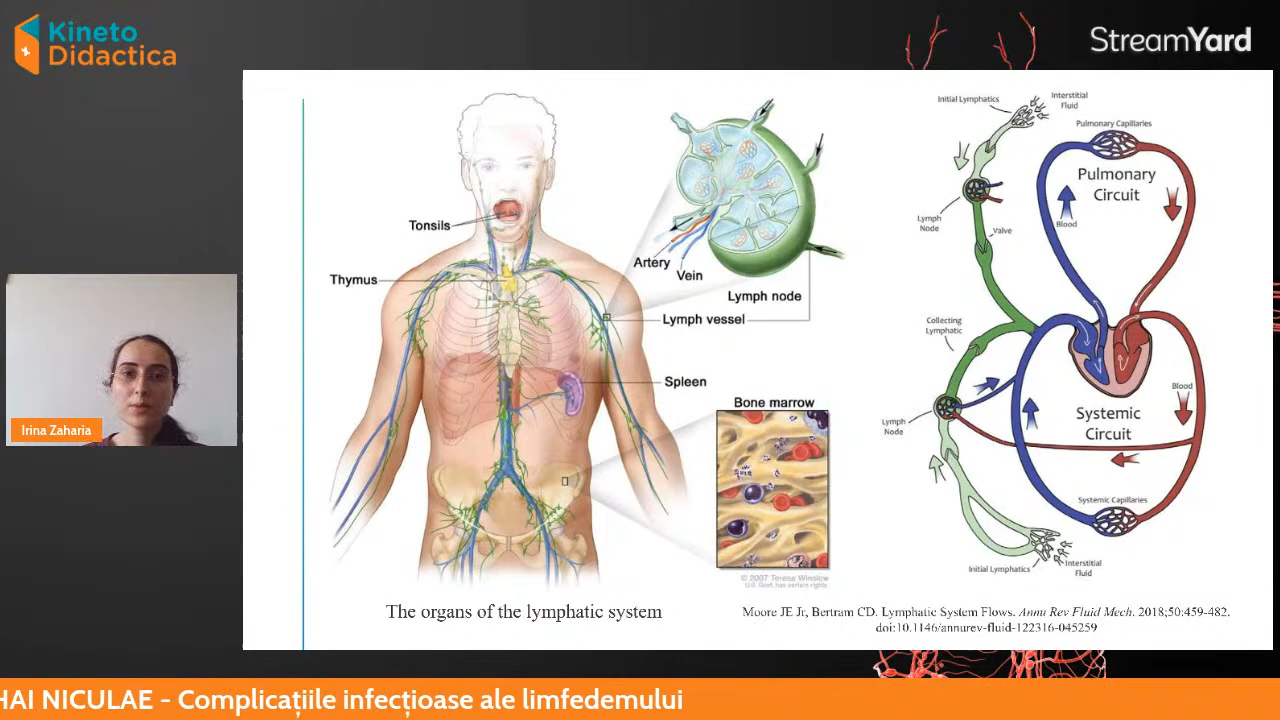 Kineto
Didactica
StreamYard
Tonsils
Thymus
Artery
Vein
Lymph node
Lymph vessel
Spleen
Bone marrow
© 2007 Terese Winslow
U.S. Govt. has certain rights
The organs of the lymphatic system
Initial Lymphatics
Interstitial
Fluid
Pulmonary Capillaries
Pulmonary
Circuit
Blood
Lymph
Node
Valve
Collecting
Lymphatic
Blood
Lymph
Node
Systemic
Circuit
Systemic Capillaries
Initial Lymphatics
Interstitial
Fluid
Moore JE Jr, Bertram CD. Lymphatic System Flows. Annu Rev Fluid Mech. 2018;50:459-482.
doi:10.1146/annurev-fluid-122316-045259
Irina Zaharia
HAI NICULAE - Complicațiile infecțioase ale limfedemului